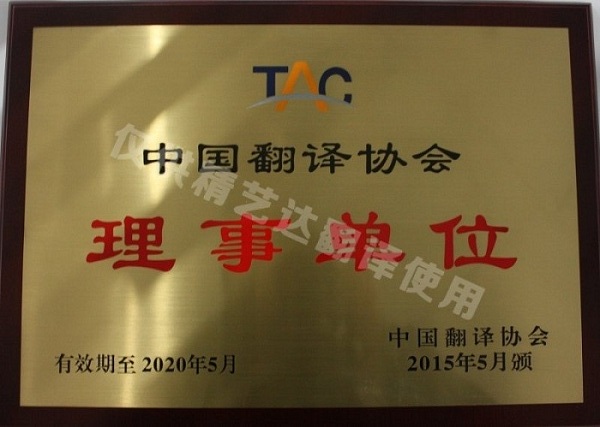 TAC
中国翻译协会
理事单位
仅供精艺达翻译使用
有效期至 2020年5月
中国翻译协会
2015年5月颁